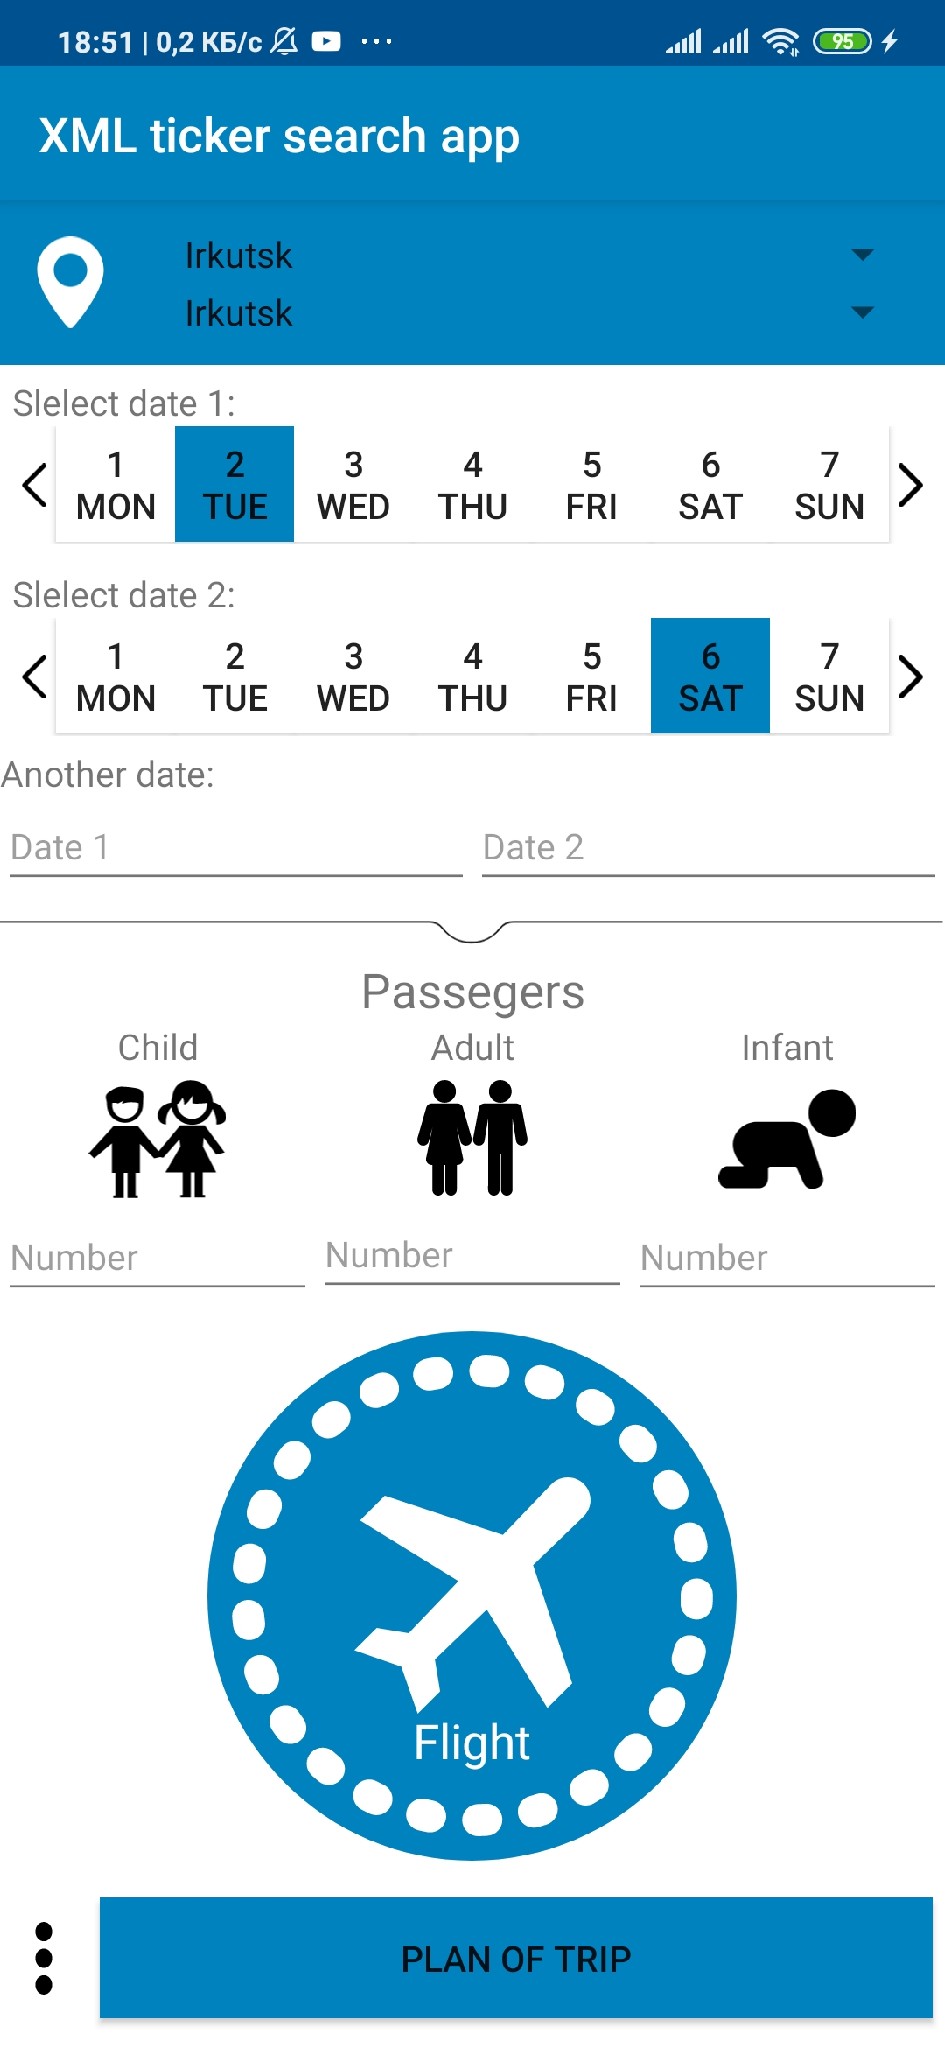 18:51 | 0,2 КБ/с ... 95
XML ticker search app
Irkutsk
Irkutsk
Slelect date 1:
1 2 3 4 5 6 7
MON TUE WED THU FRI SAT SUN
Slelect date 2:
1 2 3 4 5 6 7
MON TUE WED THU FRI SAT SUN
Another date:
Date 1 Date 2
Passegers
Child Adult Infant
Number Number Number
Flight
PLAN OF TRIP